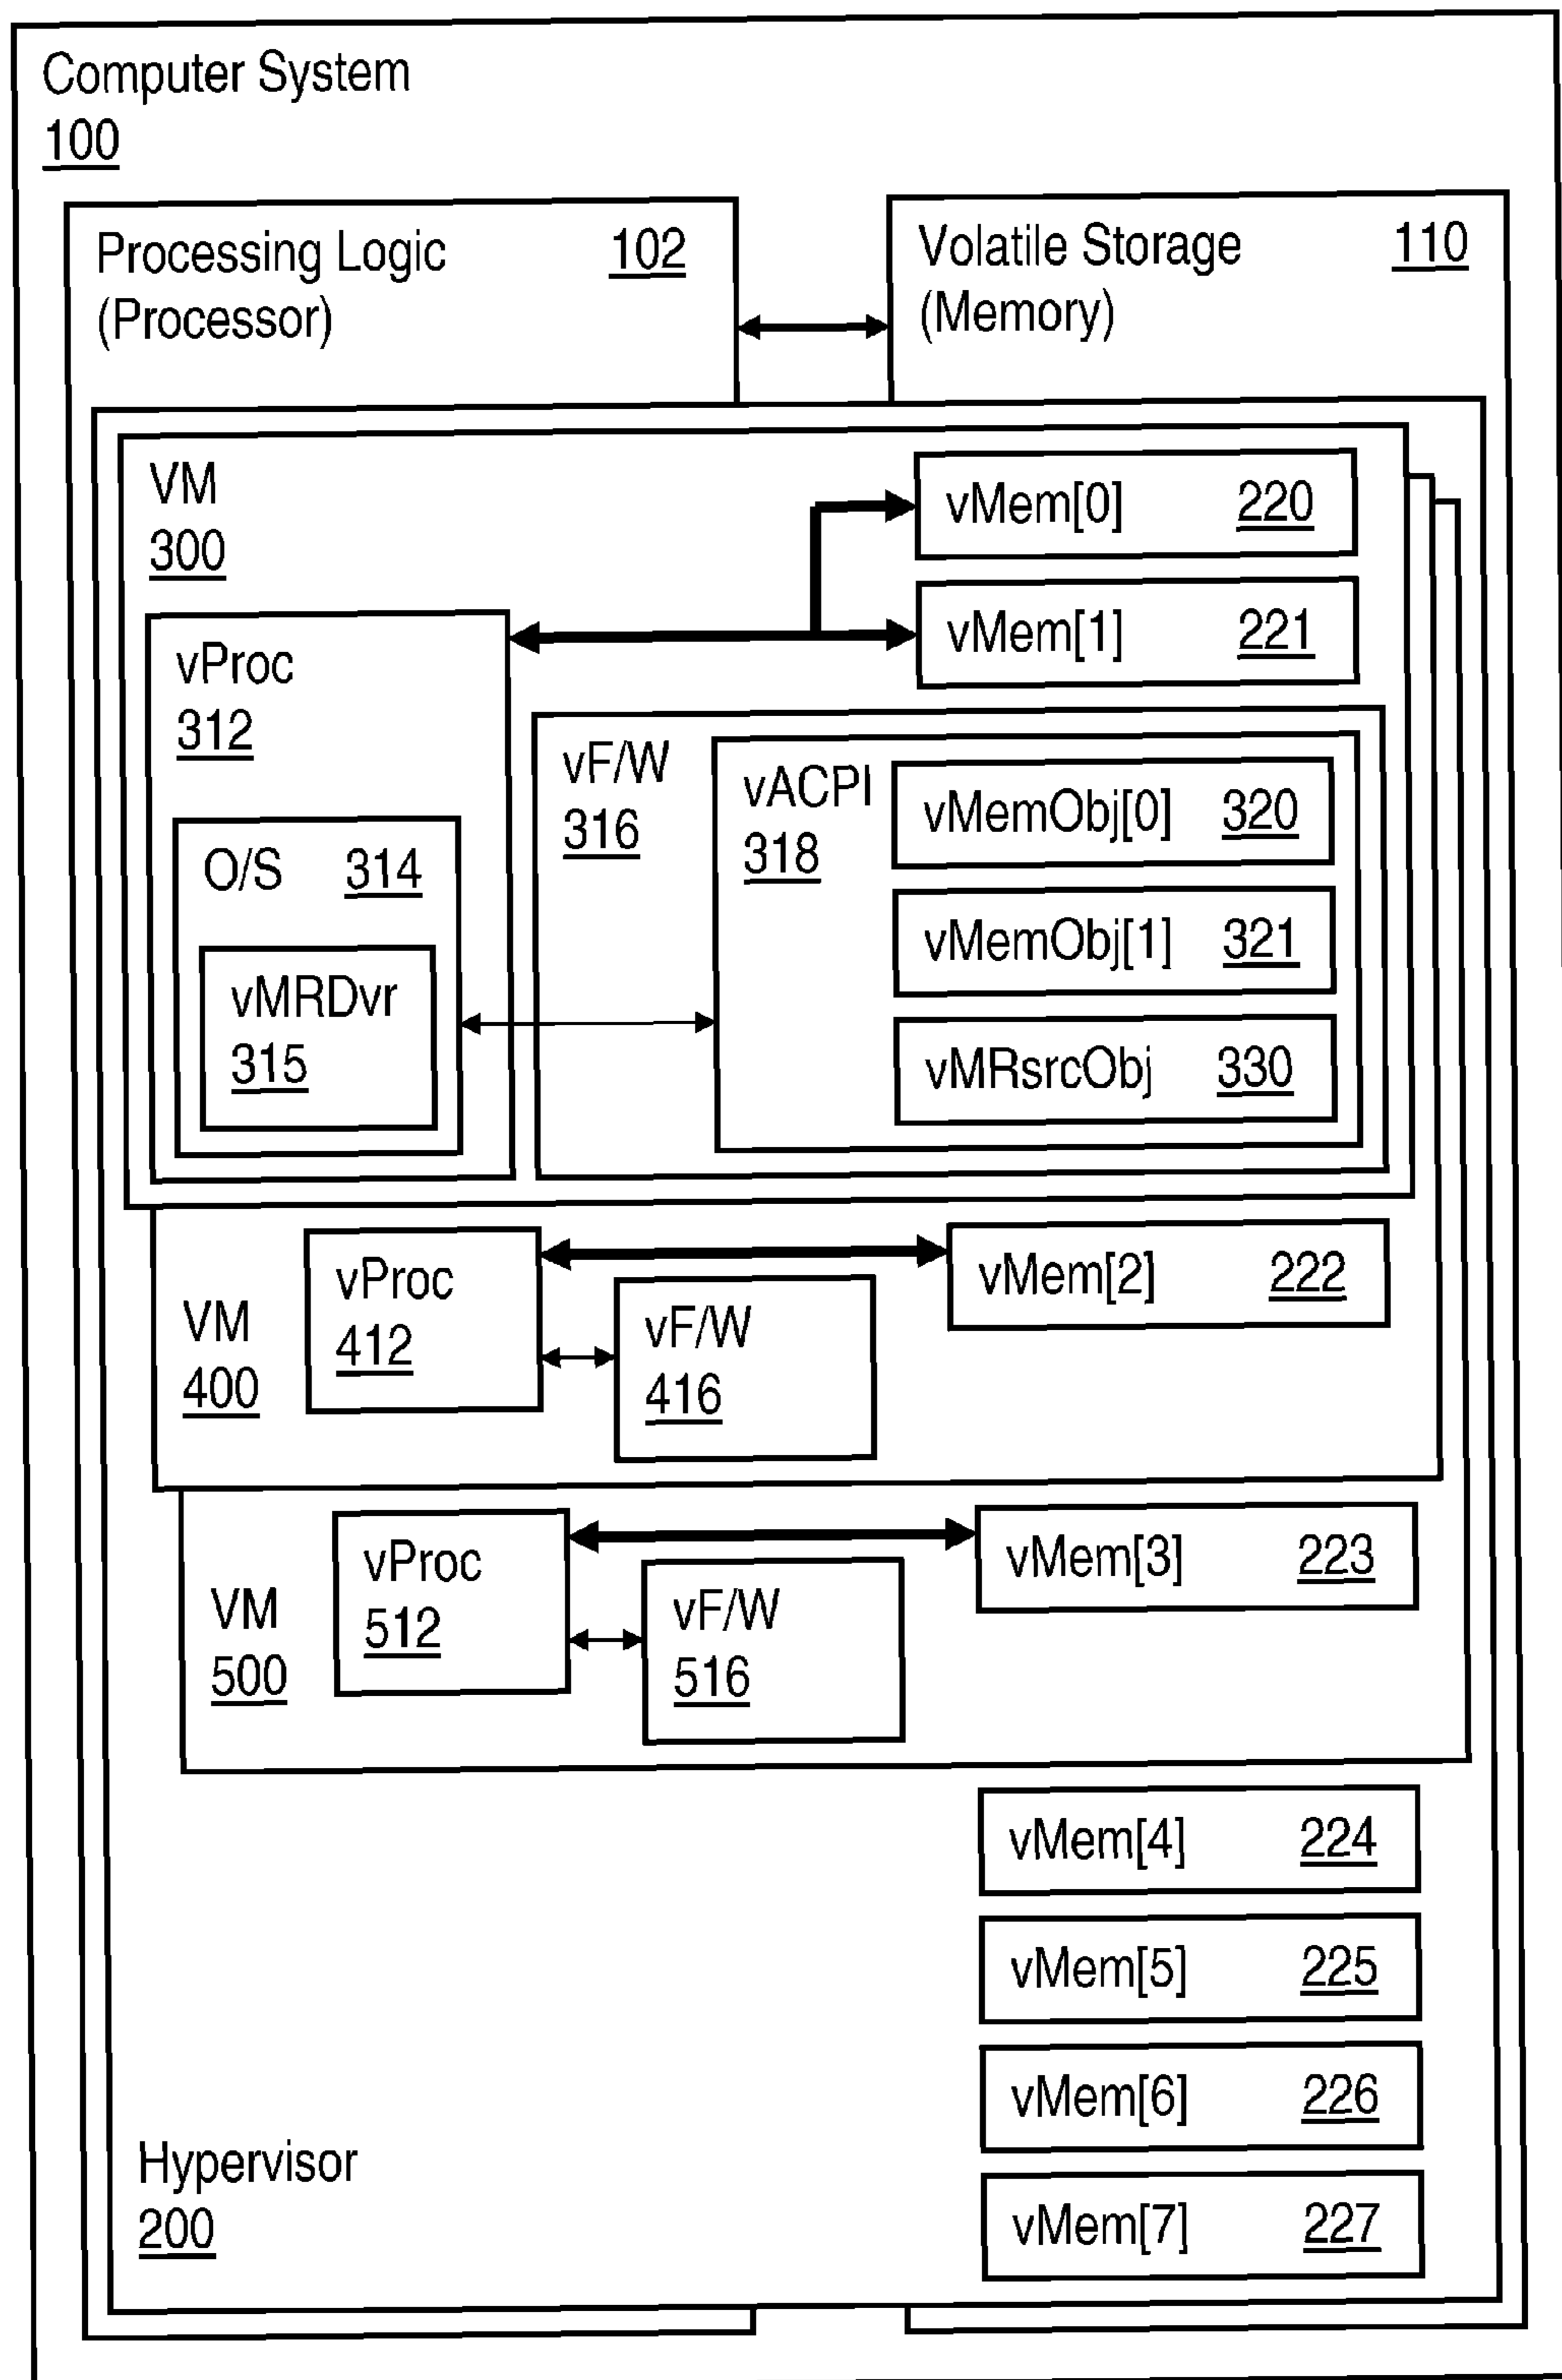 Computer System
100
Processing Logic 102
(Processor)
Volatile Storage 110
(Memory)
VM
300
vMem[0] 220
vMem[1] 221
vProc
312
O/S 314
vMRDvr
315
vF/W
316
vACPI
318
vMemObj[0] 320
vMemObj[1] 321
vMRsrcObj 330
VM
400
vProc
412
vF/W
416
vMem[2] 222
VM
500
vProc
512
vF/W
516
vMem[3] 223
vMem[4] 224
vMem[5] 225
vMem[6] 226
vMem[7] 227
Hypervisor
200